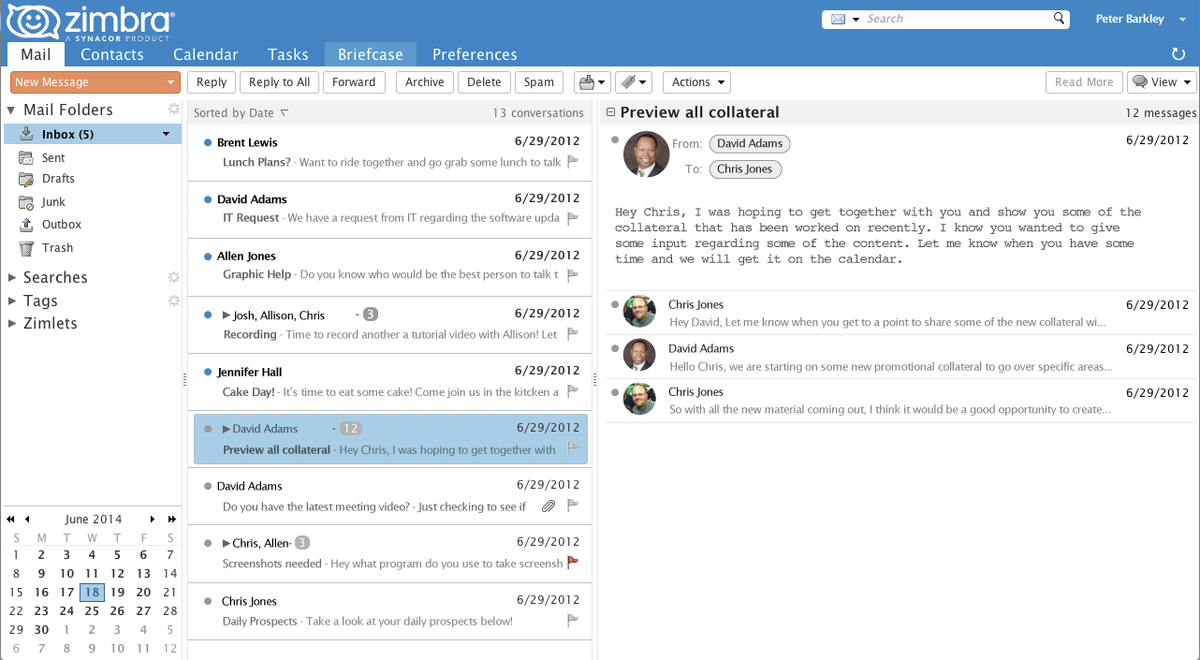 zimbra®
A SYNACOR PRODUCT
Search
Peter Barkley
Mail Contacts Calendar Tasks Briefcase Preferences
New Message Reply Reply to All Forward Archive Delete Spam Actions Read More View
Mail Folders
Inbox (5)
Sent
Drafts
Junk
Outbox
Trash
Searches
Tags
Zimlets
June 2014
S M T W T F S
1 2 3 4 5 6 7
8 9 10 11 12 13 14
15 16 17 18 19 20 21
22 23 24 25 26 27 28
29 30 1 2 3 4 5
6 7 8 9 10 11 12
Sorted by Date 13 conversations
Brent Lewis 6/29/2012
Lunch Plans? - Want to ride together and go grab some lunch to talk
David Adams 6/29/2012
IT Request - We have a request from IT regarding the software upda
Allen Jones 6/29/2012
Graphic Help - Do you know who would be the best person to talk t
Josh, Allison, Chris - 3 6/29/2012
Recording - Time to record another a tutorial video with Allison! Let
Jennifer Hall 6/29/2012
Cake Day! - It's time to eat some cake! Come join us in the kitcken a
David Adams - 12 6/29/2012
Preview all collateral - Hey Chris, I was hoping to get together with
David Adams 6/29/2012
Do you have the latest meeting video? - Just checking to see if
Chris, Allen- 3 6/29/2012
Screenshots needed - Hey what program do you use to take screensh
Chris Jones 6/29/2012
Daily Prospects - Take a look at your daily prospects below!
Preview all collateral 12 messages
From: David Adams 6/29/2012
To: Chris Jones
Hey Chris, I was hoping to get together with you and show you some of the
collateral that has been worked on recently. I know you wanted to give
some input regarding some of the content. Let me know when you have some
time and we will get it on the calendar.
Chris Jones 6/29/2012
Hey David, Let me know when you get to a point to share some of the new collateral wi...
David Adams 6/29/2012
Hello Chris, we are starting on some new promotional collateral to go over specific areas...
Chris Jones 6/29/2012
So with all the new material coming out, I think it would be a good opportunity to create...